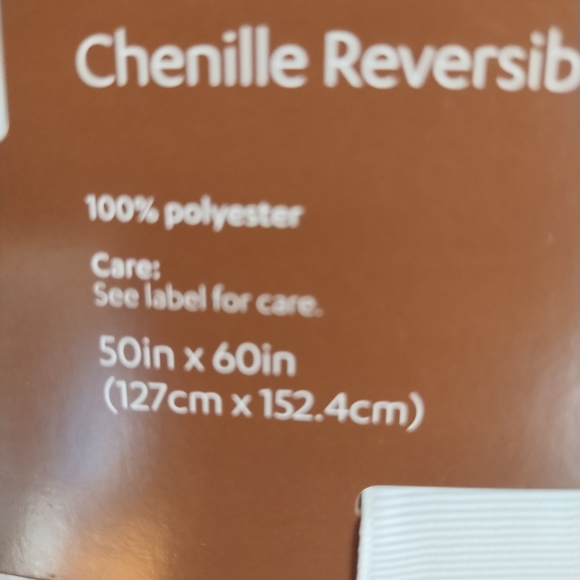 Chenille Reversib
100% polyester
Care:
See label for care.
50in x 60in
(127cm x 152.4cm)